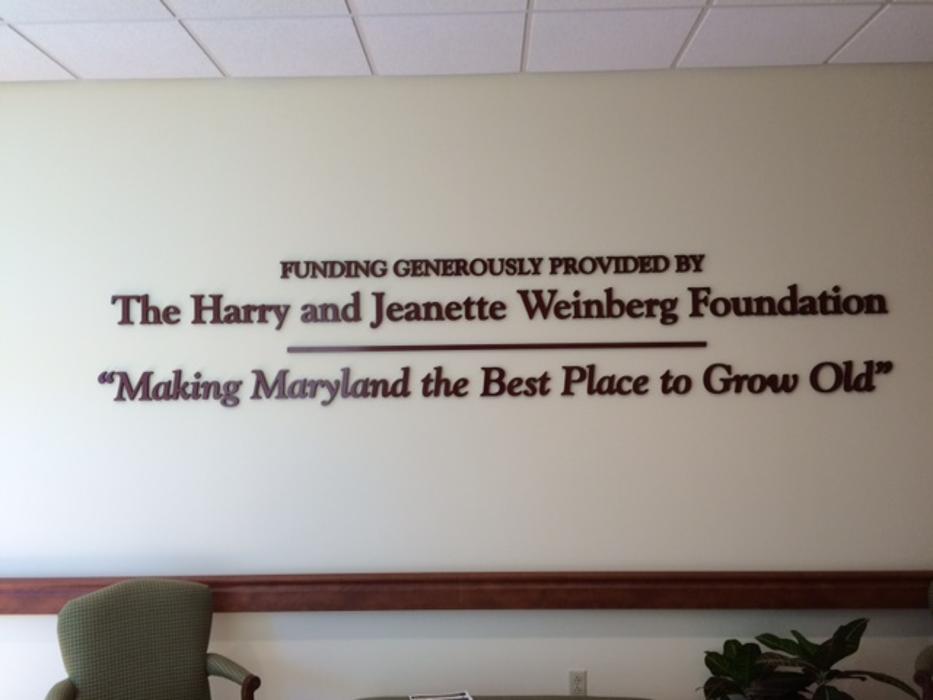 FUNDING GENEROUSLY PROVIDED BY
The Harry and Jeanette Weinberg Foundation
“Making Maryland the Best Place to Grow Old”